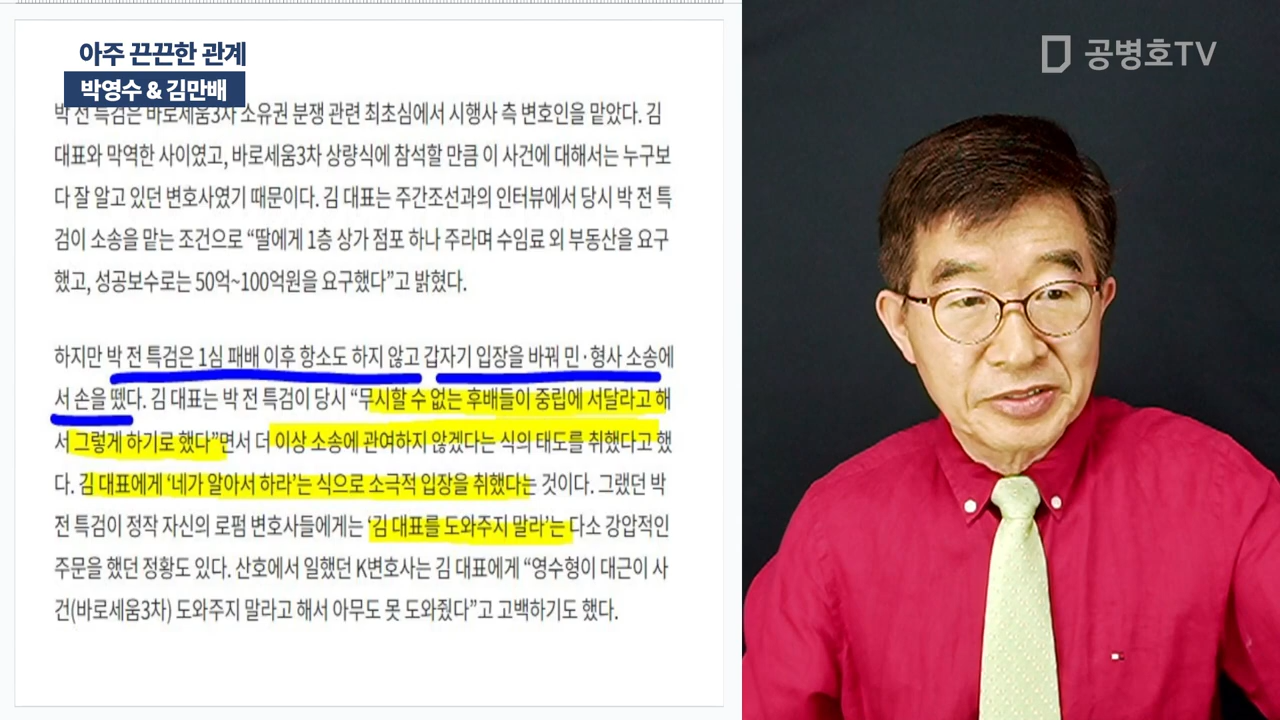 아주 끈끈한 관계
박영수 & 김만배
공병호TV
박 전 특검은 바로세움3차 소유권 분쟁 관련 최초심에서 시행사 측 변호인을 맡았다. 김
대표와 막역한 사이였고, 바로세움3차 상량식에 참석할 만큼 이 사건에 대해서는 누구보
다 잘 알고 있던 변호사였기 때문이다. 김 대표는 주간조선과의 인터뷰에서 당시 박 전 특
검이 소송을 맡는 조건으로 “딸에게 1층 상가 점포 하나 주라며 수임료 외 부동산을 요구
했고, 성공보수로는 50억~100억원을 요구했다”고 밝혔다.
하지만 박 전 특검은 1심 패배 이후 항소도 하지 않고 갑자기 입장을 바꿔 민·형사 소송에
서 손을 뗐다. 김 대표는 박 전 특검이 당시 “무시할 수 없는 후배들이 중립에 서달라고 해
서 그렇게 하기로 했다”면서 더 이상 소송에 관여하지 않겠다는 식의 태도를 취했다고 했
다. 김 대표에게 ‘네가 알아서 하라’는 식으로 소극적 입장을 취했다는 것이다. 그랬던 박
전 특검이 정작 자신의 로펌 변호사들에게는 ‘김 대표를 도와주지 말라’는 다소 강압적인
주문을 했던 정황도 있다. 산호에서 일했던 K변호사는 김 대표에게 “영수형이 대근이 사
건(바로세움3차) 도와주지 말라고 해서 아무도 못 도와줬다”고 고백하기도 했다.